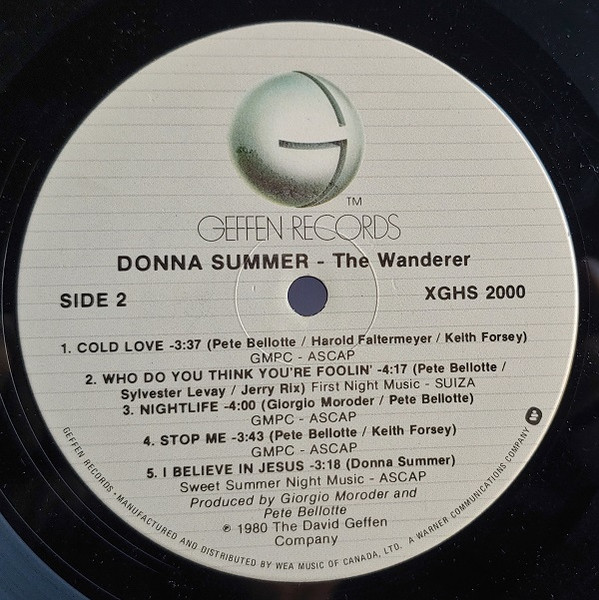 G
TM
GEFFEN RECORDS
DONNA SUMMER - The Wanderer
SIDE 2
XGHS 2000
1. COLD LOVE -3:37 (Pete Bellotte / Harold Faltermeyer / Keith Forsey)
GMPC - ASCAP
2. WHO DO YOU THINK YOU'RE FOOLIN' -4:17 (Pete Bellotte /
Sylvester Levay / Jerry Rix) First Night Music - SUIZA
3. NIGHTLIFE -4:00 (Giorgio Moroder / Pete Bellotte)
GMPC - ASCAP
4. STOP ME -3:43 (Pete Bellotte / Keith Forsey)
GMPC - ASCAP
5. I BELIEVE IN JESUS -3:18 (Donna Summer)
Sweet Summer Night Music - ASCAP
Produced by Giorgio Moroder and
Pete Bellotte
℗ 1980 The David Geffen
Company
GEFFEN RECORDS • MANUFACTURED AND DISTRIBUTED BY WEA MUSIC OF CANADA, LTD. A WARNER COMMUNICATIONS COMPANY